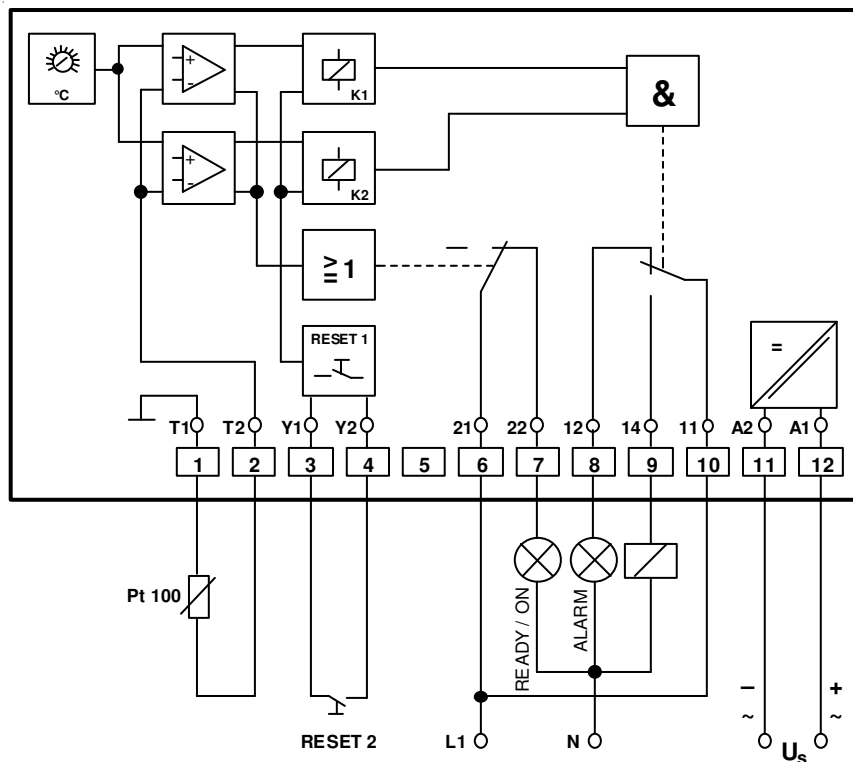 °C
+
-
K1
&
+
-
K2
≥ 1
=
RESET 1
T1 T2 Y1 Y2 21 22 12 14 11 A2 A1
1 2 3 4 5 6 7 8 9 10 11 12
Pt 100
READY / ON
ALARM
– +
~ ~
RESET 2 L1 N Us